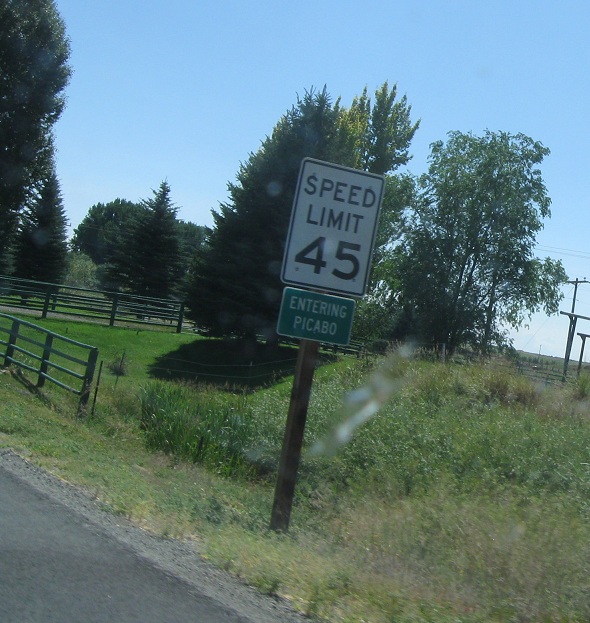 SPEED
LIMIT
45
ENTERING
PICABO